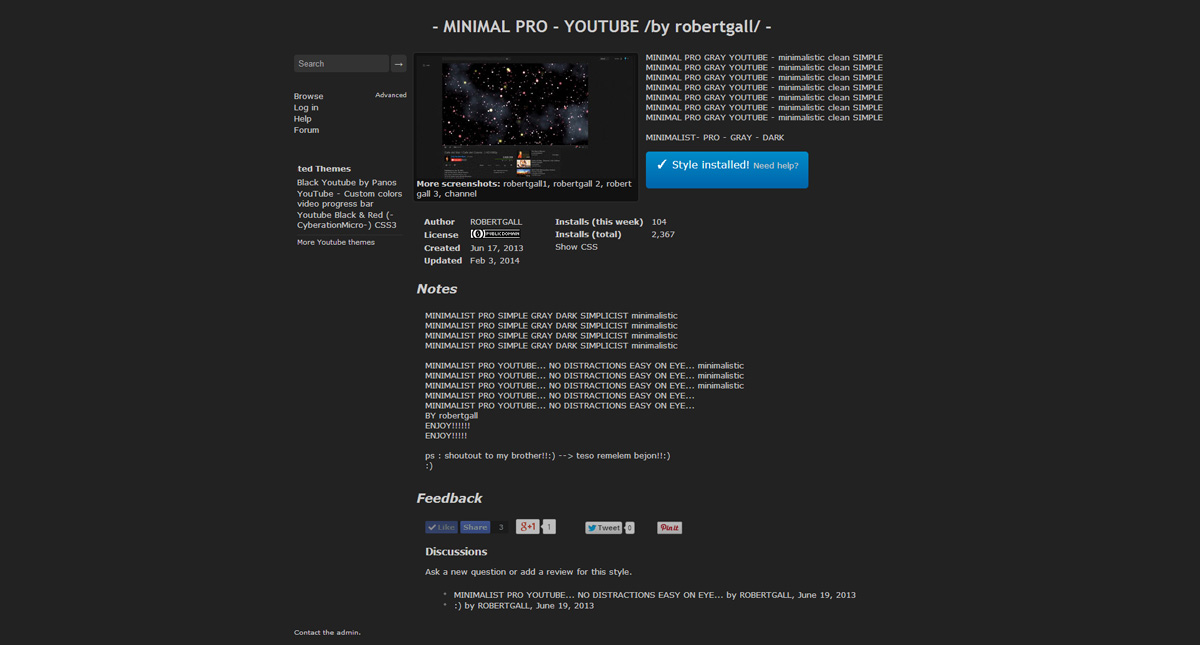 - MINIMAL PRO - YOUTUBE /by robertgall/ -
Search
→
Browse
Advanced
Log in
Help
Forum
ted Themes
Black Youtube by Panos
YouTube - Custom colors
video progress bar
Youtube Black & Red (-
CyberationMicro-) CSS3
More Youtube themes
More screenshots: robertgall1, robertgall 2, robert
gall 3, channel
MINIMAL PRO GRAY YOUTUBE - minimalistic clean SIMPLE
MINIMAL PRO GRAY YOUTUBE - minimalistic clean SIMPLE
MINIMAL PRO GRAY YOUTUBE - minimalistic clean SIMPLE
MINIMAL PRO GRAY YOUTUBE - minimalistic clean SIMPLE
MINIMAL PRO GRAY YOUTUBE - minimalistic clean SIMPLE
MINIMAL PRO GRAY YOUTUBE - minimalistic clean SIMPLE
MINIMAL PRO GRAY YOUTUBE - minimalistic clean SIMPLE
MINIMALIST- PRO - GRAY - DARK
✓ Style installed! Need help?
Author ROBERTGALL
License PUBLIC DOMAIN
Created Jun 17, 2013
Updated Feb 3, 2014
Installs (this week) 104
Installs (total) 2,367
Show CSS
Notes
MINIMALIST PRO SIMPLE GRAY DARK SIMPLICIST minimalistic
MINIMALIST PRO SIMPLE GRAY DARK SIMPLICIST minimalistic
MINIMALIST PRO SIMPLE GRAY DARK SIMPLICIST minimalistic
MINIMALIST PRO SIMPLE GRAY DARK SIMPLICIST minimalistic
MINIMALIST PRO YOUTUBE... NO DISTRACTIONS EASY ON EYE... minimalistic
MINIMALIST PRO YOUTUBE... NO DISTRACTIONS EASY ON EYE... minimalistic
MINIMALIST PRO YOUTUBE... NO DISTRACTIONS EASY ON EYE... minimalistic
MINIMALIST PRO YOUTUBE... NO DISTRACTIONS EASY ON EYE...
MINIMALIST PRO YOUTUBE... NO DISTRACTIONS EASY ON EYE...
BY robertgall
ENJOY!!!!!!
ENJOY!!!!!
ps : shoutout to my brother!!:) --> teso remelem bejon!!:)
:)
Feedback
Like Share 3 g+1 1 Tweet 0 Pin it
Discussions
Ask a new question or add a review for this style.
* MINIMALIST PRO YOUTUBE... NO DISTRACTIONS EASY ON EYE... by ROBERTGALL, June 19, 2013
* :) by ROBERTGALL, June 19, 2013
Contact the admin.